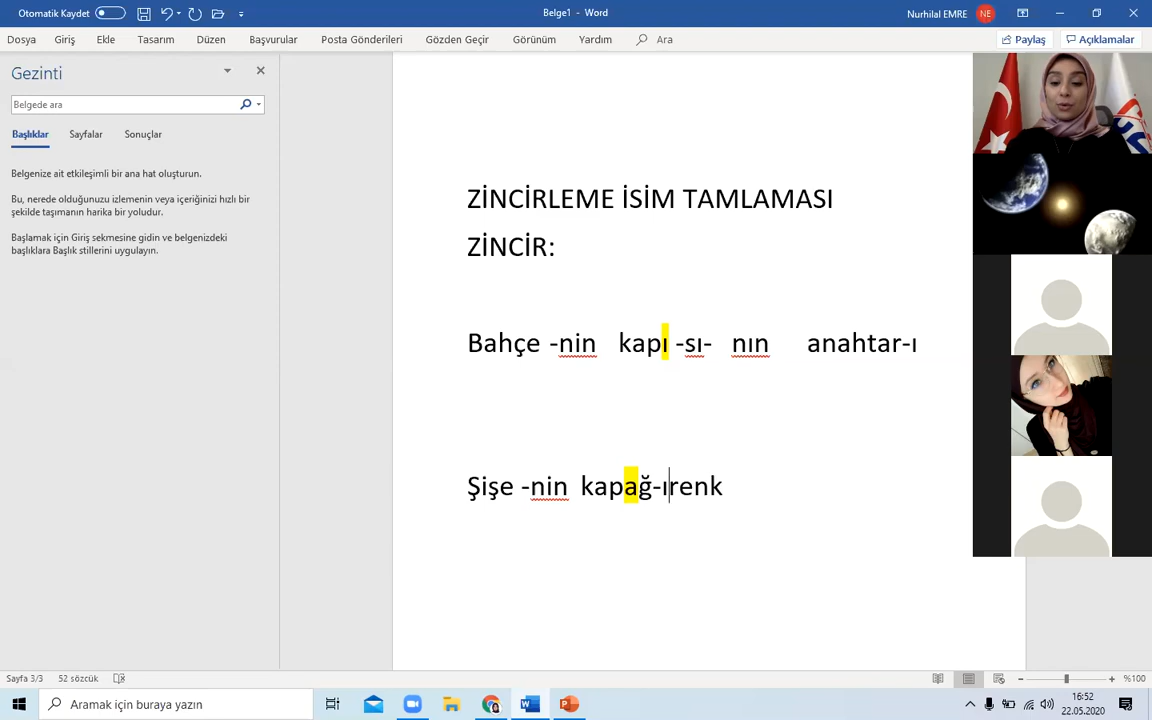 Otomatik Kaydet
Belge1 - Word
Nurhilal EMRE
NE
Dosya Giriş Ekle Tasarım Düzen Başvurular Posta Gönderileri Gözden Geçir Görünüm Yardım Ara
Paylaş
Açıklamalar
Gezinti
Belgede ara
Başlıklar Sayfalar Sonuçlar
Belgenize ait etkileşimli bir ana hat oluşturun.
Bu, nerede olduğunuzu izlemenin veya içeriğinizi hızlı bir
şekilde taşımanın harika bir yoludur.
Başlamak için Giriş sekmesine gidin ve belgenizdeki
başlıklara Başlık stillerini uygulayın.
ZİNCİRLEME İSİM TAMLAMASI
ZİNCİR:
Bahçe -nin kapı -sı- nın anahtar-ı
Şişe -nin kapağ-ırenk
Sayfa 3/3 52 sözcük
%100
Aramak için buraya yazın
16:52
22.05.2020